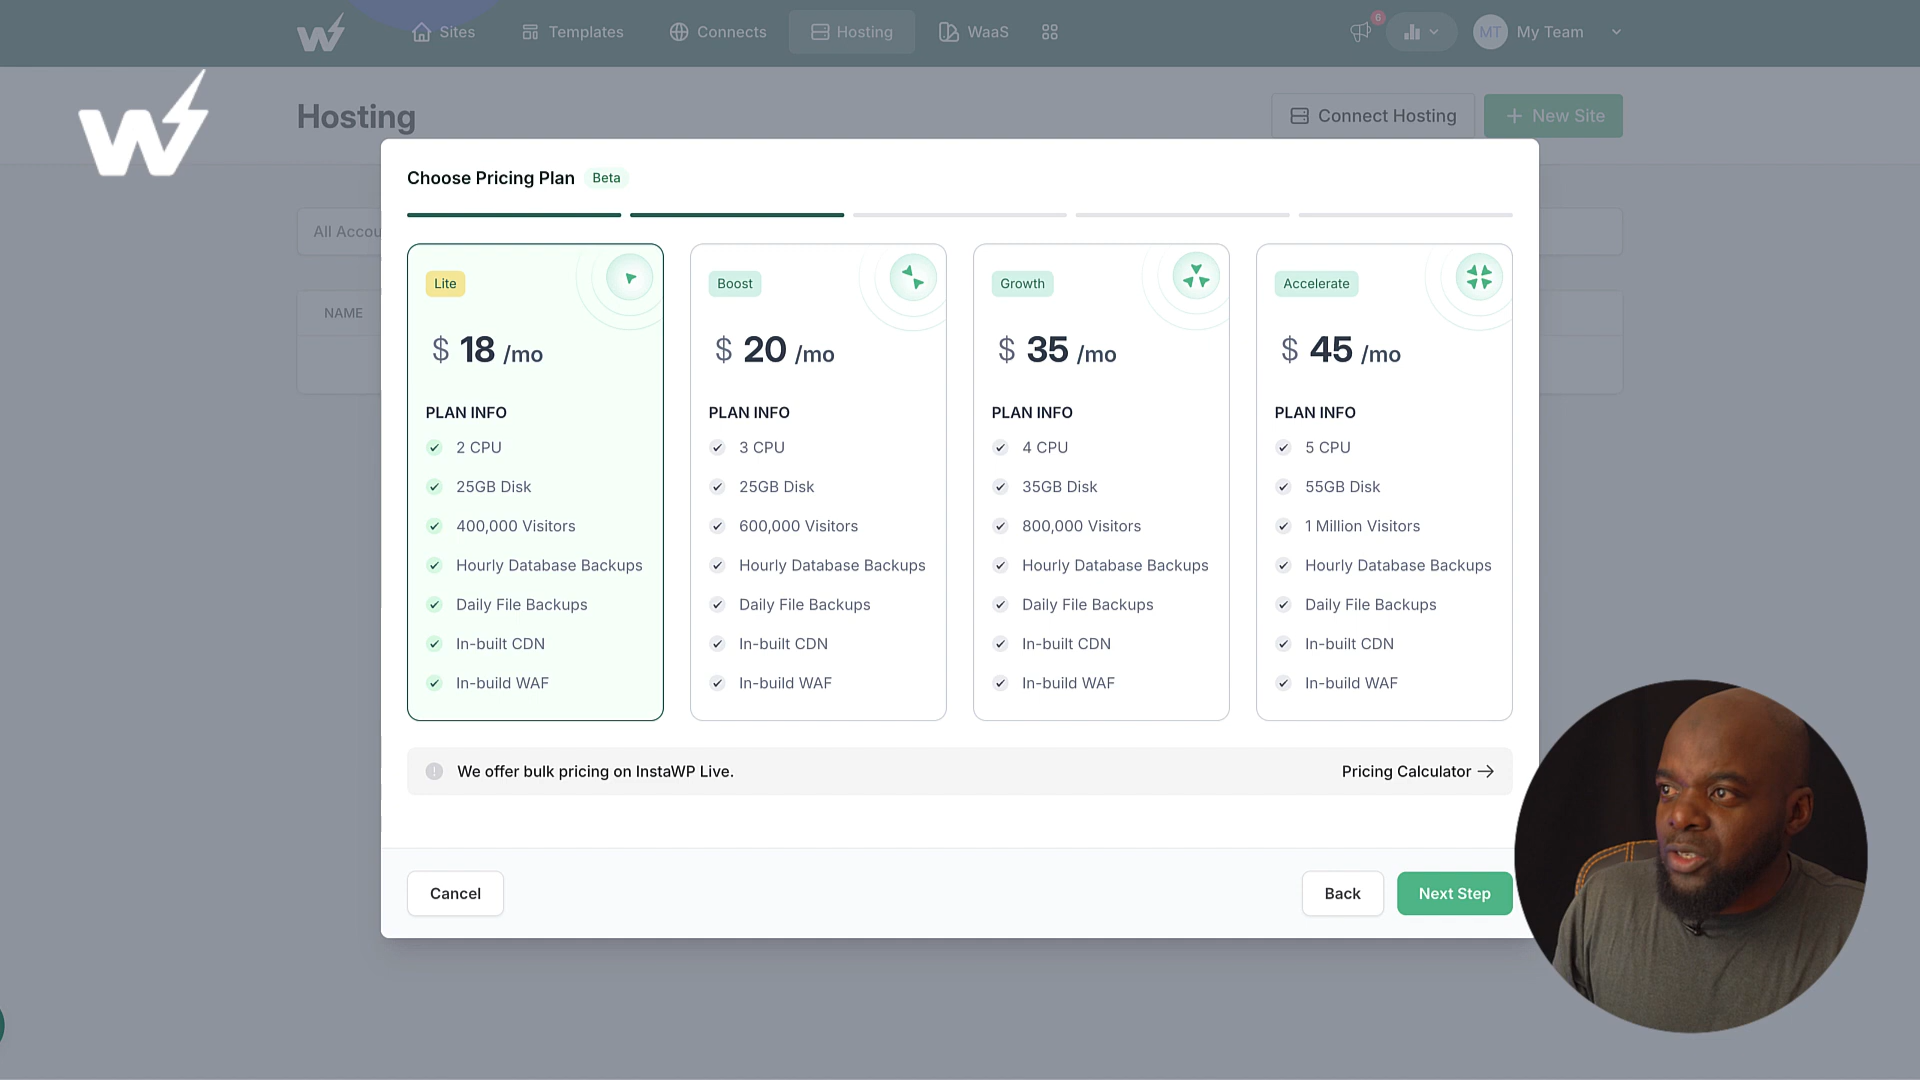 Sites
Templates
Connects
Hosting
WaaS
6
MT
My Team
Hosting
Connect Hosting
New Site
All Accou
NAME
Choose Pricing Plan
Beta
Lite
$ 18 /mo
PLAN INFO
2 CPU
25GB Disk
400,000 Visitors
Hourly Database Backups
Daily File Backups
In-built CDN
In-build WAF
Boost
$ 20 /mo
PLAN INFO
3 CPU
25GB Disk
600,000 Visitors
Hourly Database Backups
Daily File Backups
In-built CDN
In-build WAF
Growth
$ 35 /mo
PLAN INFO
4 CPU
35GB Disk
800,000 Visitors
Hourly Database Backups
Daily File Backups
In-built CDN
In-build WAF
Accelerate
$ 45 /mo
PLAN INFO
5 CPU
55GB Disk
1 Million Visitors
Hourly Database Backups
Daily File Backups
In-built CDN
In-build WAF
We offer bulk pricing on InstaWP Live.
Pricing Calculator
Cancel
Back
Next Step